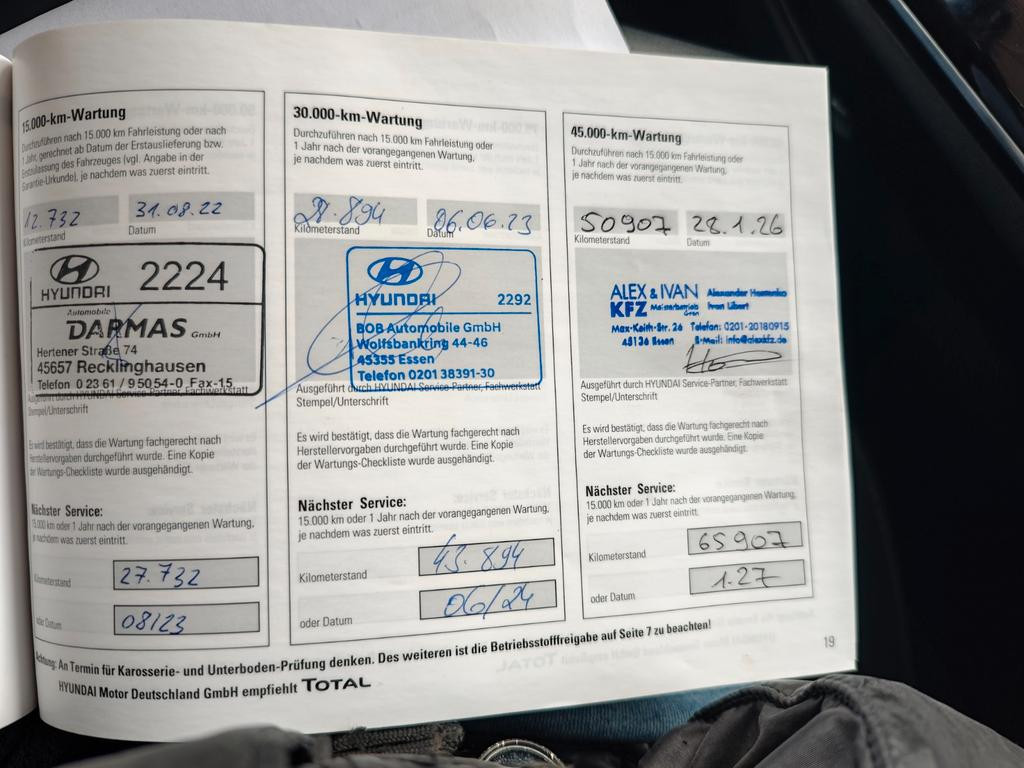 15.000-km-Wartung
Durchzuführen nach 15.000 km Fahrleistung oder nach
1 Jahr, gerechnet ab Datum der Erstauslieferung bzw.
Erstzulassung des Fahrzeuges (vgl. Angabe in der
Garantie-Urkunde), je nachdem was zuerst eintritt.
12.732 31.08.22
Kilometerstand Datum
HYUNDAI 2224
Automobile
DARMAS GmbH
Hertener Straße 74
45657 Recklinghausen
Telefon 0 23 61 / 9 50 54-0 Fax-15
Ausgeführt durch HYUNDAI Service-Partner, Fachwerkstatt
Stempel/Unterschrift
Es wird bestätigt, dass die Wartung fachgerecht nach
Herstellervorgaben durchgeführt wurde. Eine Kopie
der Wartungs-Checkliste wurde ausgehändigt.
Nächster Service:
15.000 km oder 1 Jahr nach der vorangegangenen Wartung,
je nachdem was zuerst eintritt.
Kilometerstand 27.732
oder Datum 08/23
30.000-km-Wartung
Durchzuführen nach 15.000 km Fahrleistung oder
1 Jahr nach der vorangegangenen Wartung,
je nachdem was zuerst eintritt.
28.894 06.06.23
Kilometerstand Datum
HYUNDAI 2292
BOB Automobile GmbH
Wolfsbankring 44-46
45355 Essen
Telefon 0201 38391-30
Ausgeführt durch HYUNDAI Service-Partner, Fachwerkstatt
Stempel/Unterschrift
Es wird bestätigt, dass die Wartung fachgerecht nach
Herstellervorgaben durchgeführt wurde. Eine Kopie
der Wartungs-Checkliste wurde ausgehändigt.
Nächster Service:
15.000 km oder 1 Jahr nach der vorangegangenen Wartung,
je nachdem was zuerst eintritt.
Kilometerstand 43.894
oder Datum 06/24
45.000-km-Wartung
Durchzuführen nach 15.000 km Fahrleistung oder
1 Jahr nach der vorangegangenen Wartung,
je nachdem was zuerst eintritt.
50907 28.1.26
Kilometerstand Datum
ALEX & IVAN Alexander
KFZ Meisterbetrieb Ivan Libert
Max-Keith-Str. 26 Telefon: 0201-20180915
45136 Essen E-Mail: info@alexkfz.de
Ausgeführt durch HYUNDAI Service-Partner, Fachwerkstatt
Stempel/Unterschrift
Es wird bestätigt, dass die Wartung fachgerecht nach
Herstellervorgaben durchgeführt wurde. Eine Kopie
der Wartungs-Checkliste wurde ausgehändigt.
Nächster Service:
15.000 km oder 1 Jahr nach der vorangegangenen Wartung,
je nachdem was zuerst eintritt.
Kilometerstand 65907
oder Datum 1.27
Achtung: An Termin für Karosserie- und Unterboden-Prüfung denken. Des weiteren ist die Betriebsstofffreigabe auf Seite 7 zu beachten!
HYUNDAI Motor Deutschland GmbH empfiehlt TOTAL
19